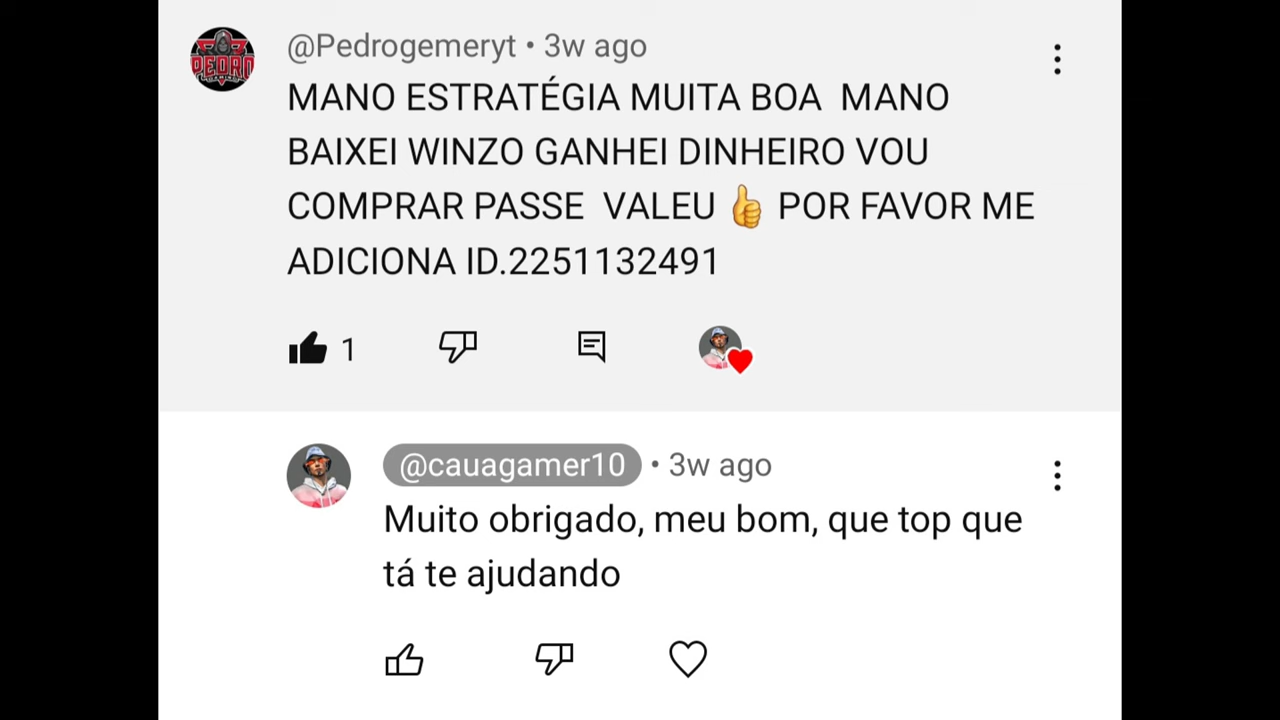 @Pedrogemeryt • 3w ago
MANO ESTRATÉGIA MUITA BOA MANO
BAIXEI WINZO GANHEI DINHEIRO VOU
COMPRAR PASSE VALEU 👍 POR FAVOR ME
ADICIONA ID.2251132491
1
@cauagamer10 • 3w ago
Muito obrigado, meu bom, que top que
tá te ajudando
PEDRO